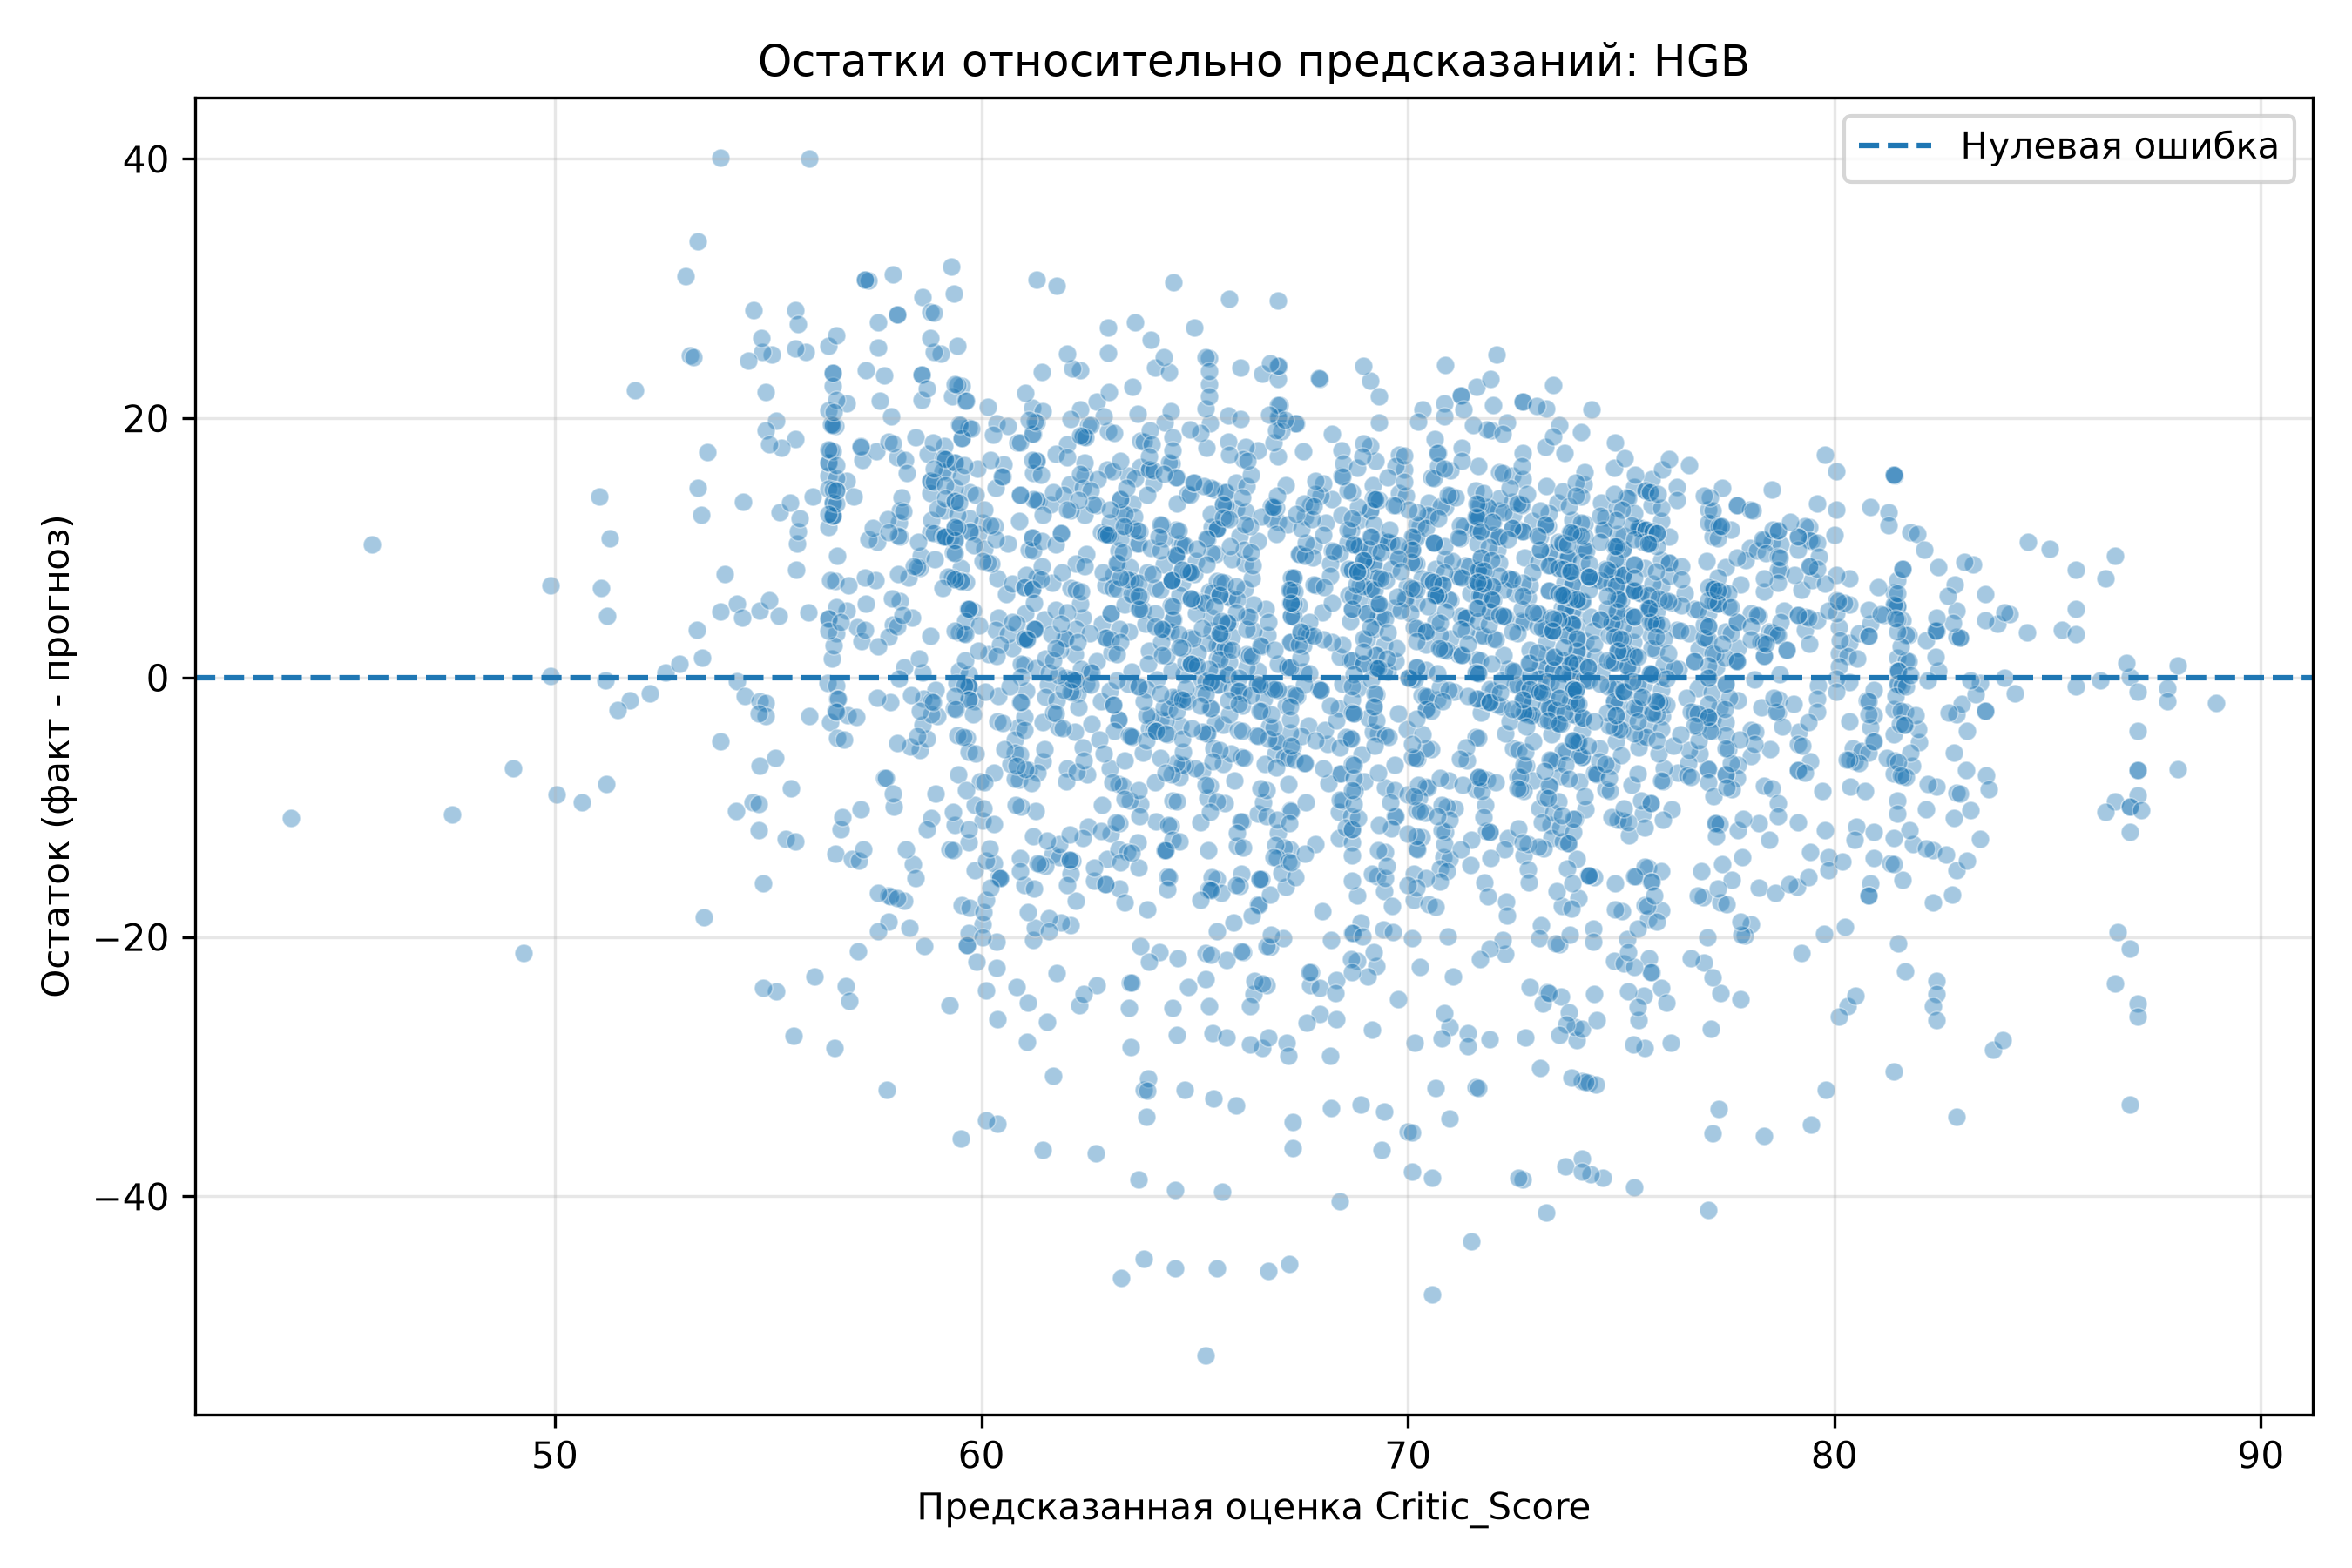 Остатки относительно предсказаний: HGB
Нулевая ошибка
40
20
0
−20
−40
Остаток (факт - прогноз)
50 60 70 80 90
Предсказанная оценка Critic_Score